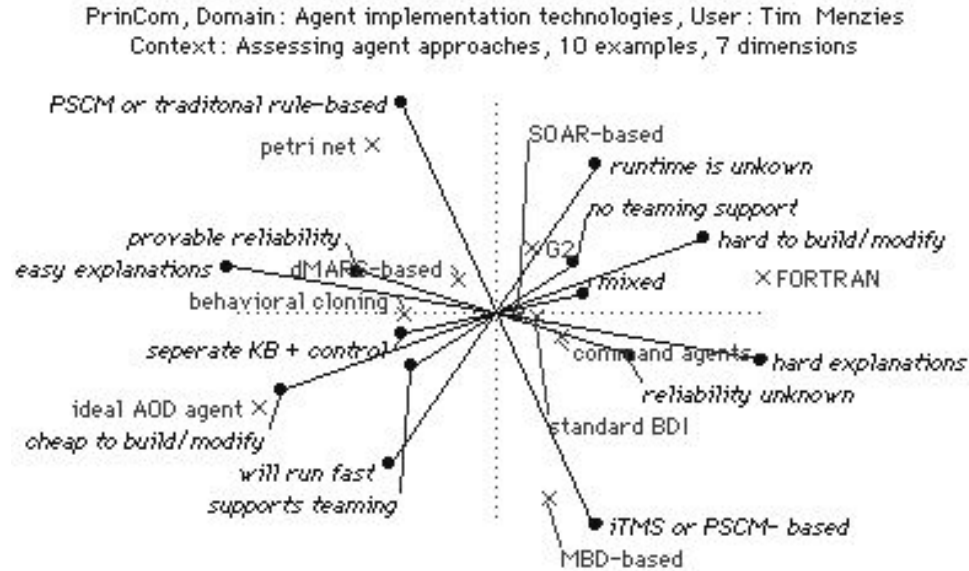 PrinCom, Domain: Agent implementation technologies, User: Tim Menzies
Context: Assessing agent approaches, 10 examples, 7 dimensions
PSCM or traditonal rule-based
SOAR-based
petri net
runtime is unkown
no teaming support
provable reliability
G2
hard to build/modify
easy explanations
dMARS-based
mixed
FORTRAN
behavioral cloning
seperate KB + control
command agents
hard explanations
reliability unknown
ideal AOD agent
standard BDI
cheap to build/modify
will run fast
supports teaming
iTMS or PSCM- based
MBD-based